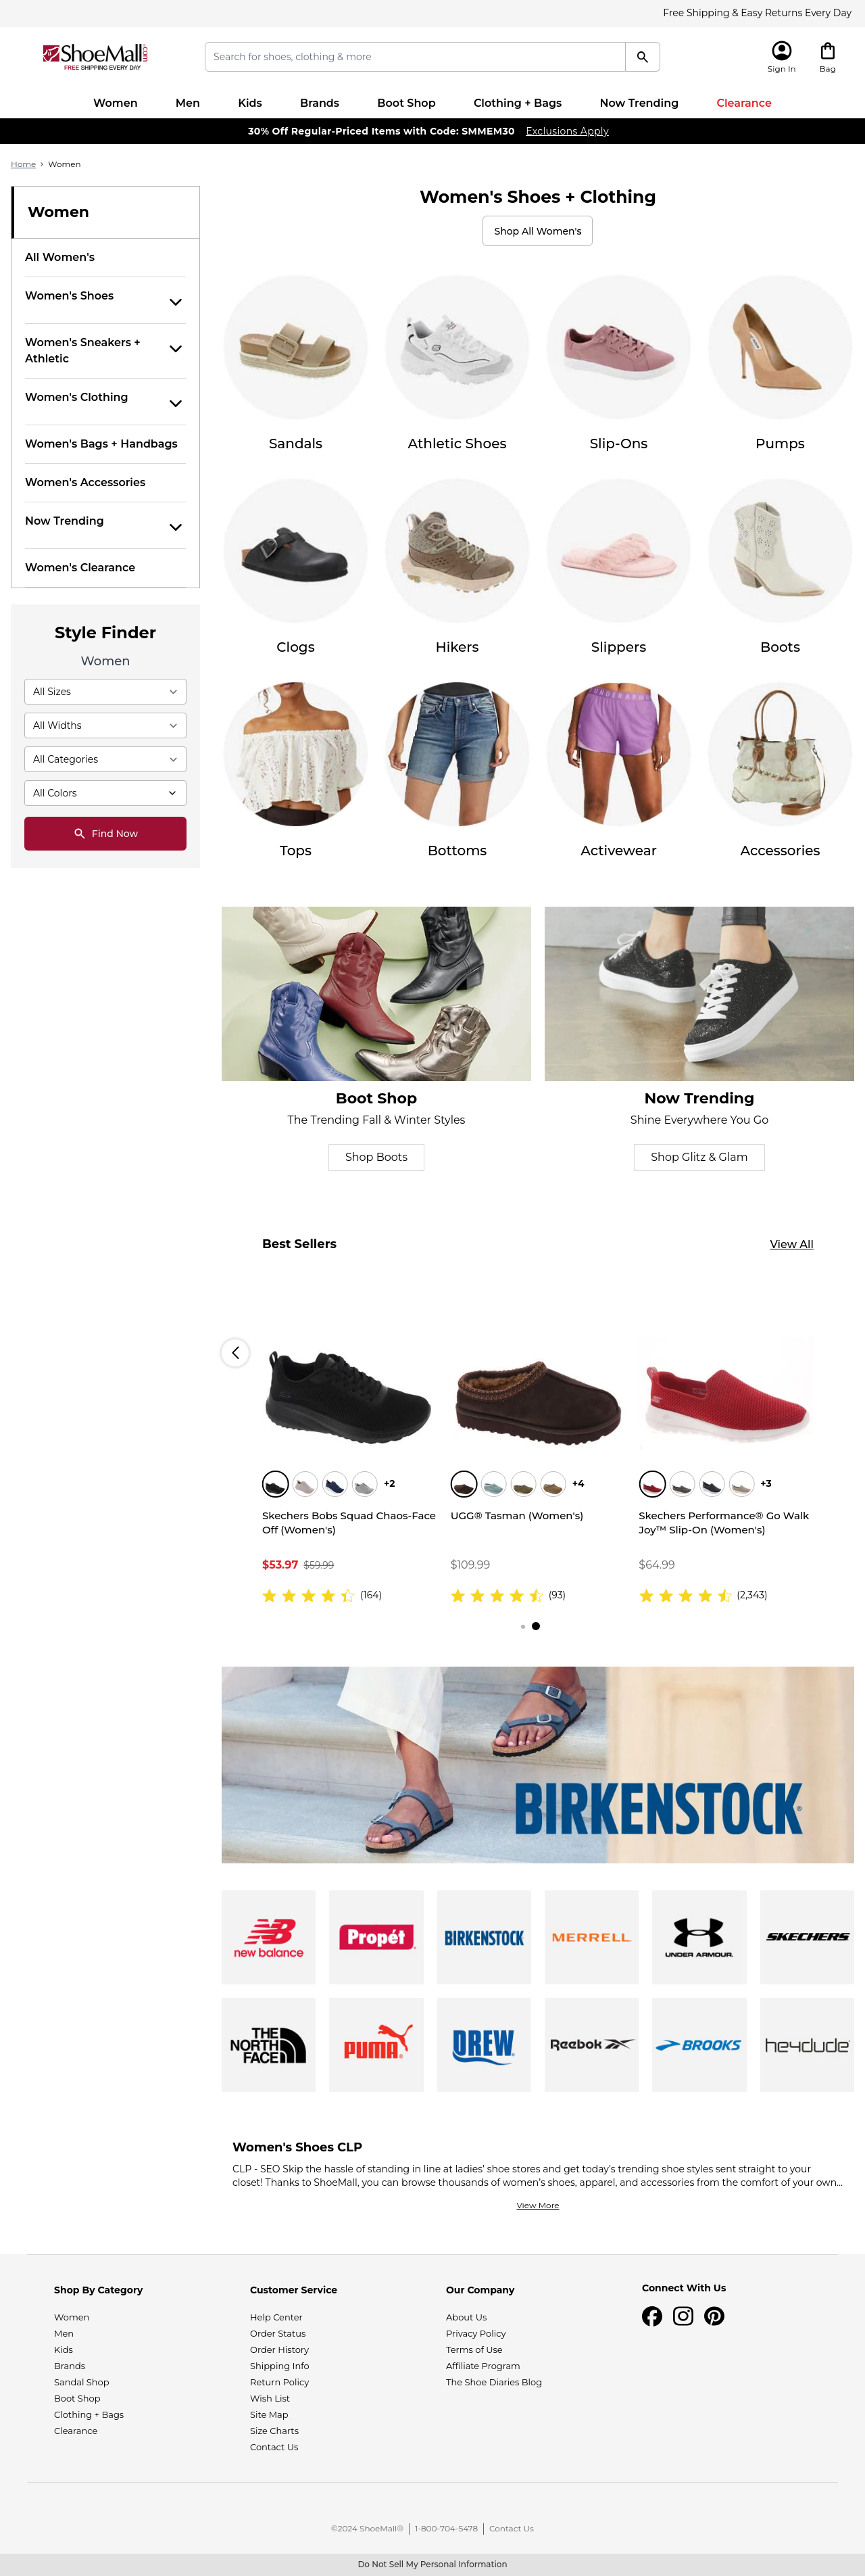 Free Shipping & Easy Returns Every Day
ShoeMall.com
FREE SHIPPING EVERY DAY
Search for shoes, clothing & more
Sign In
Bag
Women
Men
Kids
Brands
Boot Shop
Clothing + Bags
Now Trending
Clearance
30% Off Regular-Priced Items with Code: SMMEM30 Exclusions Apply
Home › Women
Women
All Women's
Women's Shoes
Women's Sneakers +
Athletic
Women's Clothing
Women's Bags + Handbags
Women's Accessories
Now Trending
Women's Clearance
Style Finder
Women
All Sizes
All Widths
All Categories
All Colors
Find Now
Women's Shoes + Clothing
Shop All Women's
Sandals
Athletic Shoes
Slip-Ons
Pumps
Clogs
Hikers
Slippers
Boots
UNDER ARMOUR
Tops
Bottoms
Activewear
Accessories
Boot Shop
The Trending Fall & Winter Styles
Shop Boots
Now Trending
Shine Everywhere You Go
Shop Glitz & Glam
Best Sellers
View All
+2
Skechers Bobs Squad Chaos-Face
Off (Women's)
$53.97 $59.99
(164)
+4
UGG® Tasman (Women's)
$109.99
(93)
+3
Skechers Performance® Go Walk
Joy™ Slip-On (Women's)
$64.99
(2,343)
BIRKENSTOCK®
new balance
Propét
BIRKENSTOCK
MERRELL
UNDER ARMOUR
SKECHERS
THE
NORTH
FACE
PUMA
DREW
Reebok
BROOKS
heydude
Women's Shoes CLP
CLP - SEO Skip the hassle of standing in line at ladies’ shoe stores and get today’s trending shoe styles sent straight to your
closet! Thanks to ShoeMall, you can browse thousands of women’s shoes, apparel, and accessories from the comfort of your own...
View More
Shop By Category
Women
Men
Kids
Brands
Sandal Shop
Boot Shop
Clothing + Bags
Clearance
Customer Service
Help Center
Order Status
Order History
Shipping Info
Return Policy
Wish List
Site Map
Size Charts
Contact Us
Our Company
About Us
Privacy Policy
Terms of Use
Affiliate Program
The Shoe Diaries Blog
Connect With Us
©2024 ShoeMall® | 1-800-704-5478 | Contact Us
Do Not Sell My Personal Information